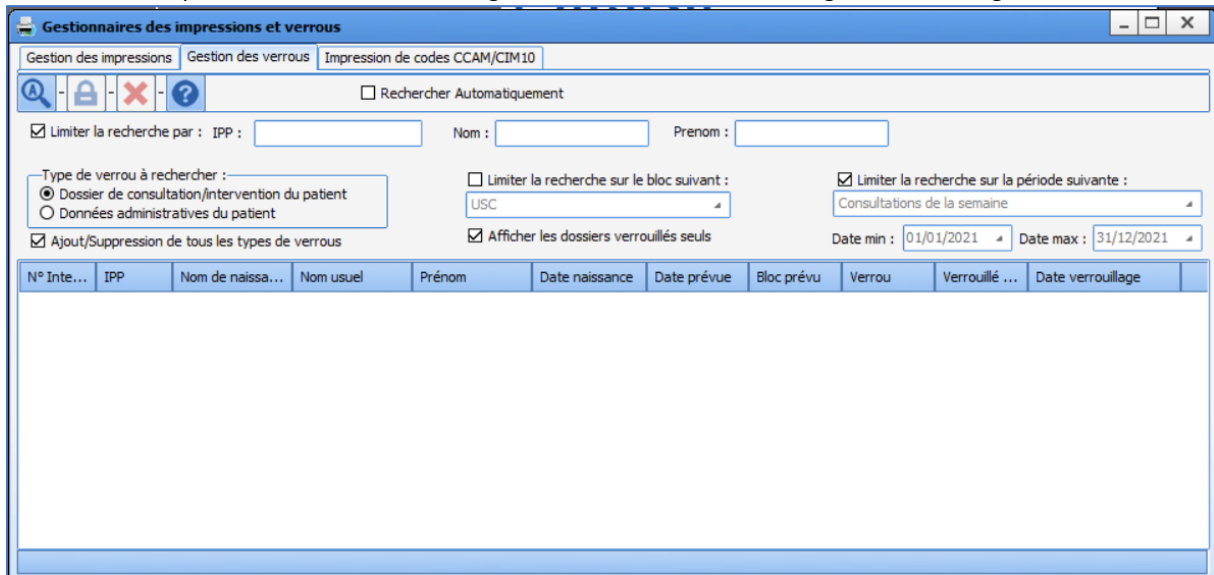 Gestionnaires des impressions et verrous
Gestion des impressions Gestion des verrous Impression de codes CCAM/CIM10
- - - ? Rechercher Automatiquement
Limiter la recherche par : IPP : Nom : Prenom :
Type de verrou à rechercher :
Dossier de consultation/intervention du patient
Données administratives du patient
Ajout/Suppression de tous les types de verrous
Limiter la recherche sur le bloc suivant :
USC
Afficher les dossiers verrouillés seuls
Limiter la recherche sur la période suivante :
Consultations de la semaine
Date min : 01/01/2021 Date max : 31/12/2021
N° Inte... IPP Nom de naissa... Nom usuel Prénom Date naissance Date prévue Bloc prévu Verrou Verrouillé ... Date verrouillage